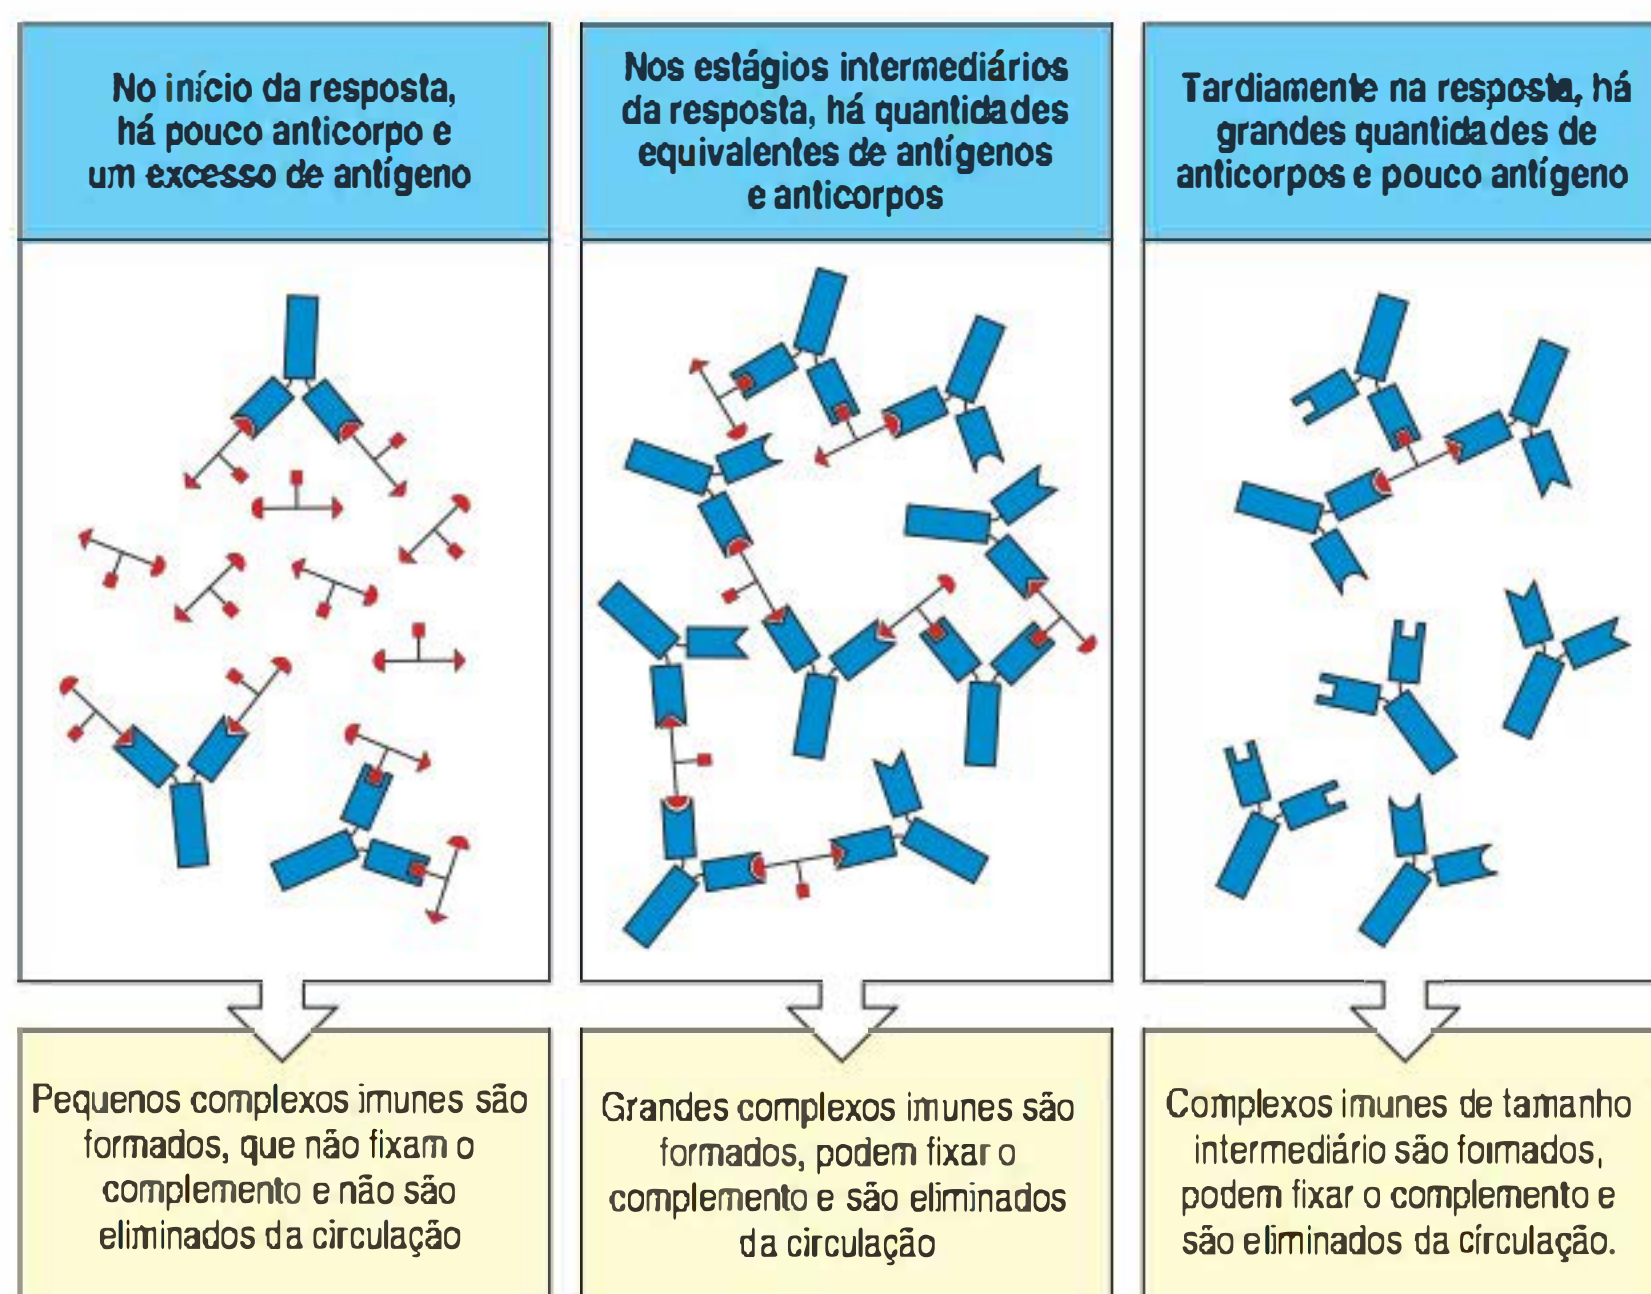 No início da resposta,
há pouco anticorpo e
um excesso de antígeno
Nos estágios intermediários
da resposta, há quantidades
equivalentes de antígenos
e anticorpos
Tardiamente na resposta, há
grandes quantidades de
anticorpos e pouco antígeno
Pequenos complexos imunes são
formados, que não fixam o
complemento e não são
eliminados da circulação
Grandes complexos imunes são
formados, podem fixar o
complemento e são eliminados
da circulação
Complexos imunes de tamanho
intermediário são formados,
podem fixar o complemento e
são eliminados da circulação.